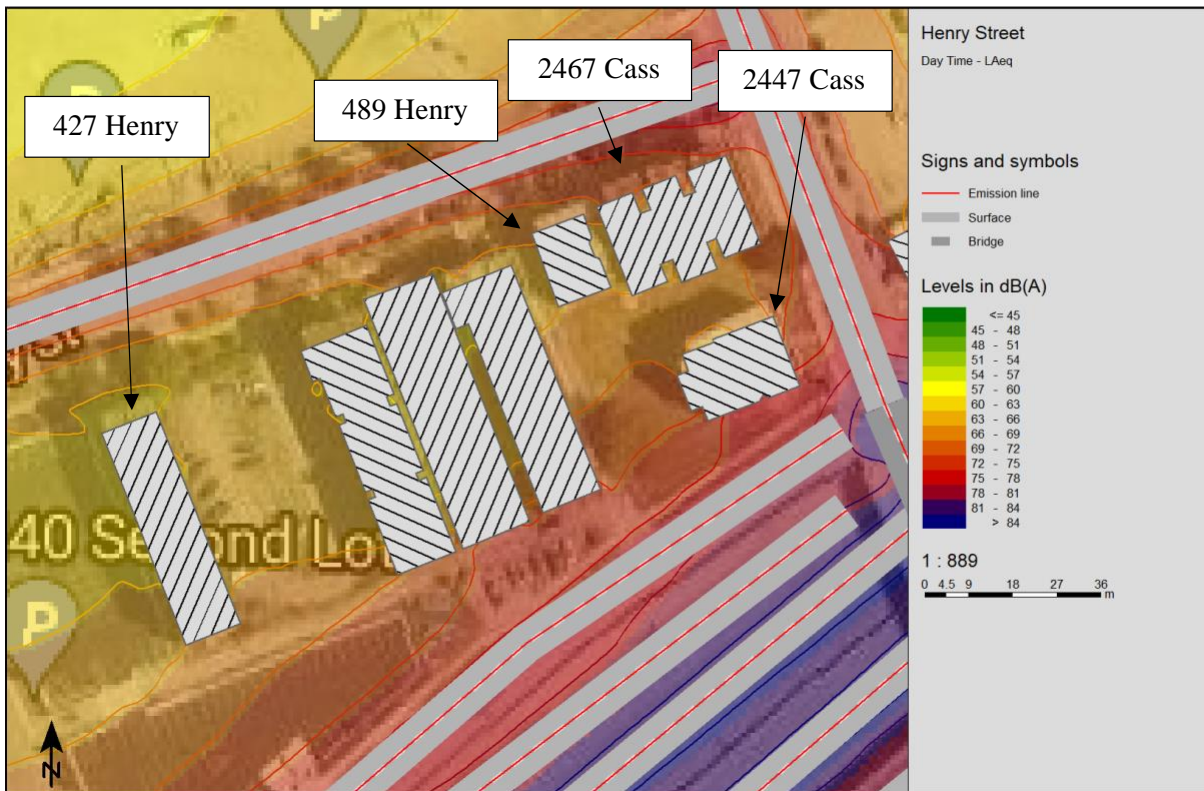 2467 Cass
2447 Cass
489 Henry
427 Henry
P
P
P
40 Second Lof
N
Henry Street
Day Time - LAeq
Signs and symbols
Emission line
Surface
Bridge
Levels in dB(A)
<= 45
45 - 48
48 - 51
51 - 54
54 - 57
57 - 60
60 - 63
63 - 66
66 - 69
69 - 72
72 - 75
75 - 78
78 - 81
81 - 84
> 84
1 : 889
0 4.5 9 18 27 36
m